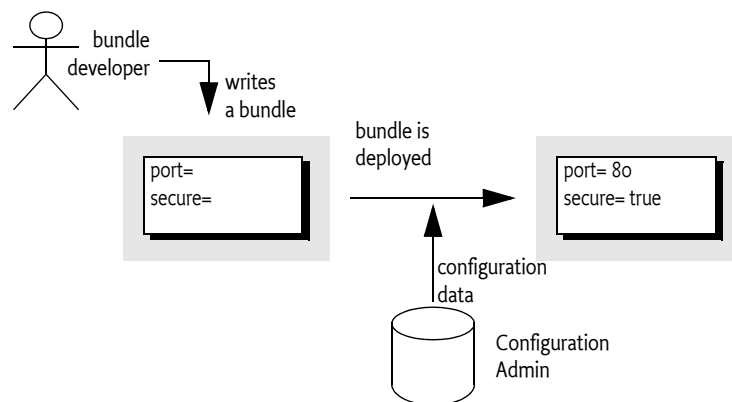 bundle
developer
writes
a bundle
bundle is
deployed
port=
secure=
port= 80
secure= true
configuration
data
Configuration
Admin